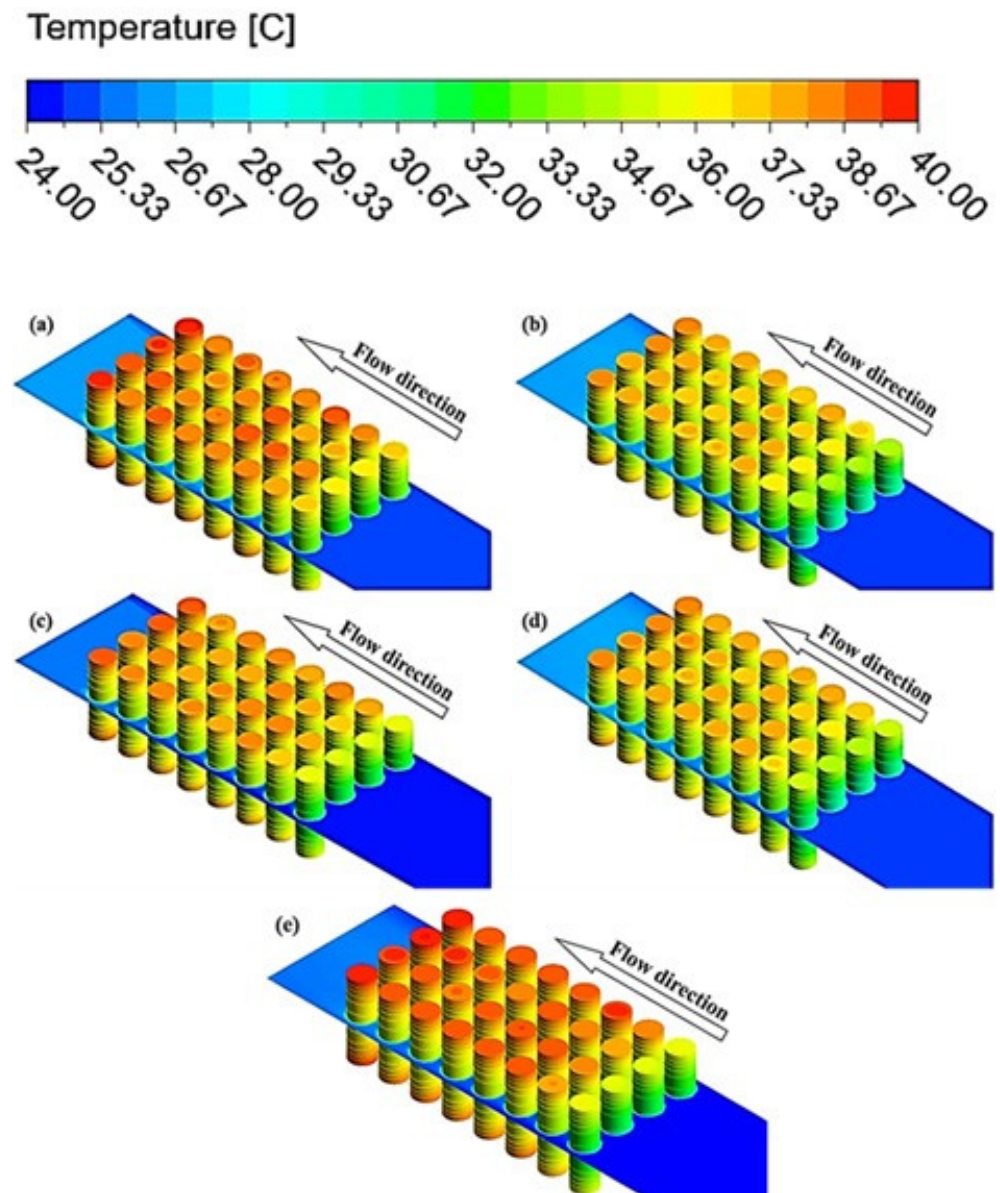 Temperature [C]
24.00 25.33 26.67 28.00 29.33 30.67 32.00 33.33 34.67 36.00 37.33 38.67 40.00
(a) Flow direction
(b) Flow direction
(c) Flow direction
(d) Flow direction
(e) Flow direction